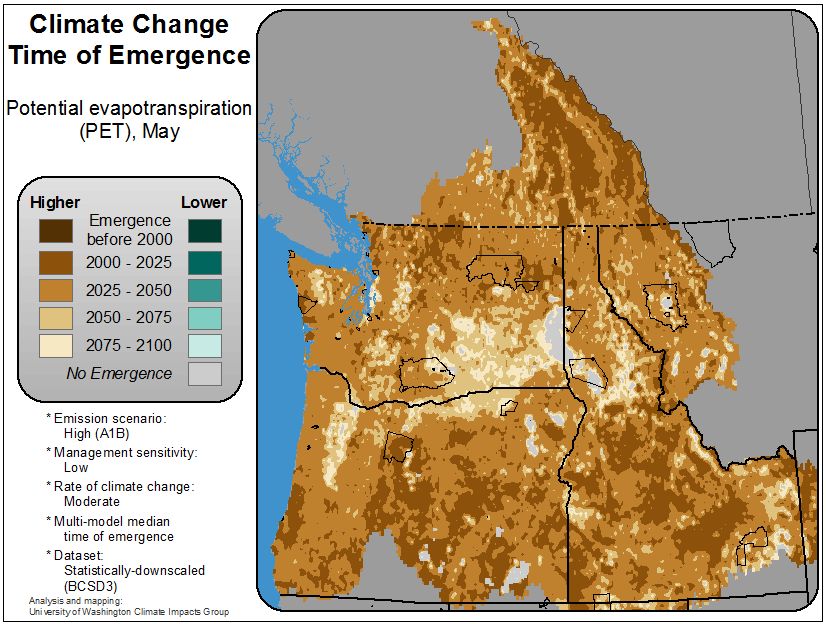 Climate Change
Time of Emergence
Potential evapotranspiration
(PET), May
Higher
Lower
Emergence
before 2000
2000 - 2025
2025 - 2050
2050 - 2075
2075 - 2100
No Emergence
* Emission scenario:
High (A1B)
* Management sensitivity:
Low
* Rate of climate change:
Moderate
* Multi-model median
time of emergence
* Dataset:
Statistically-downscaled
(BCSD3)
Analysis and mapping:
University of Washington Climate Impacts Group